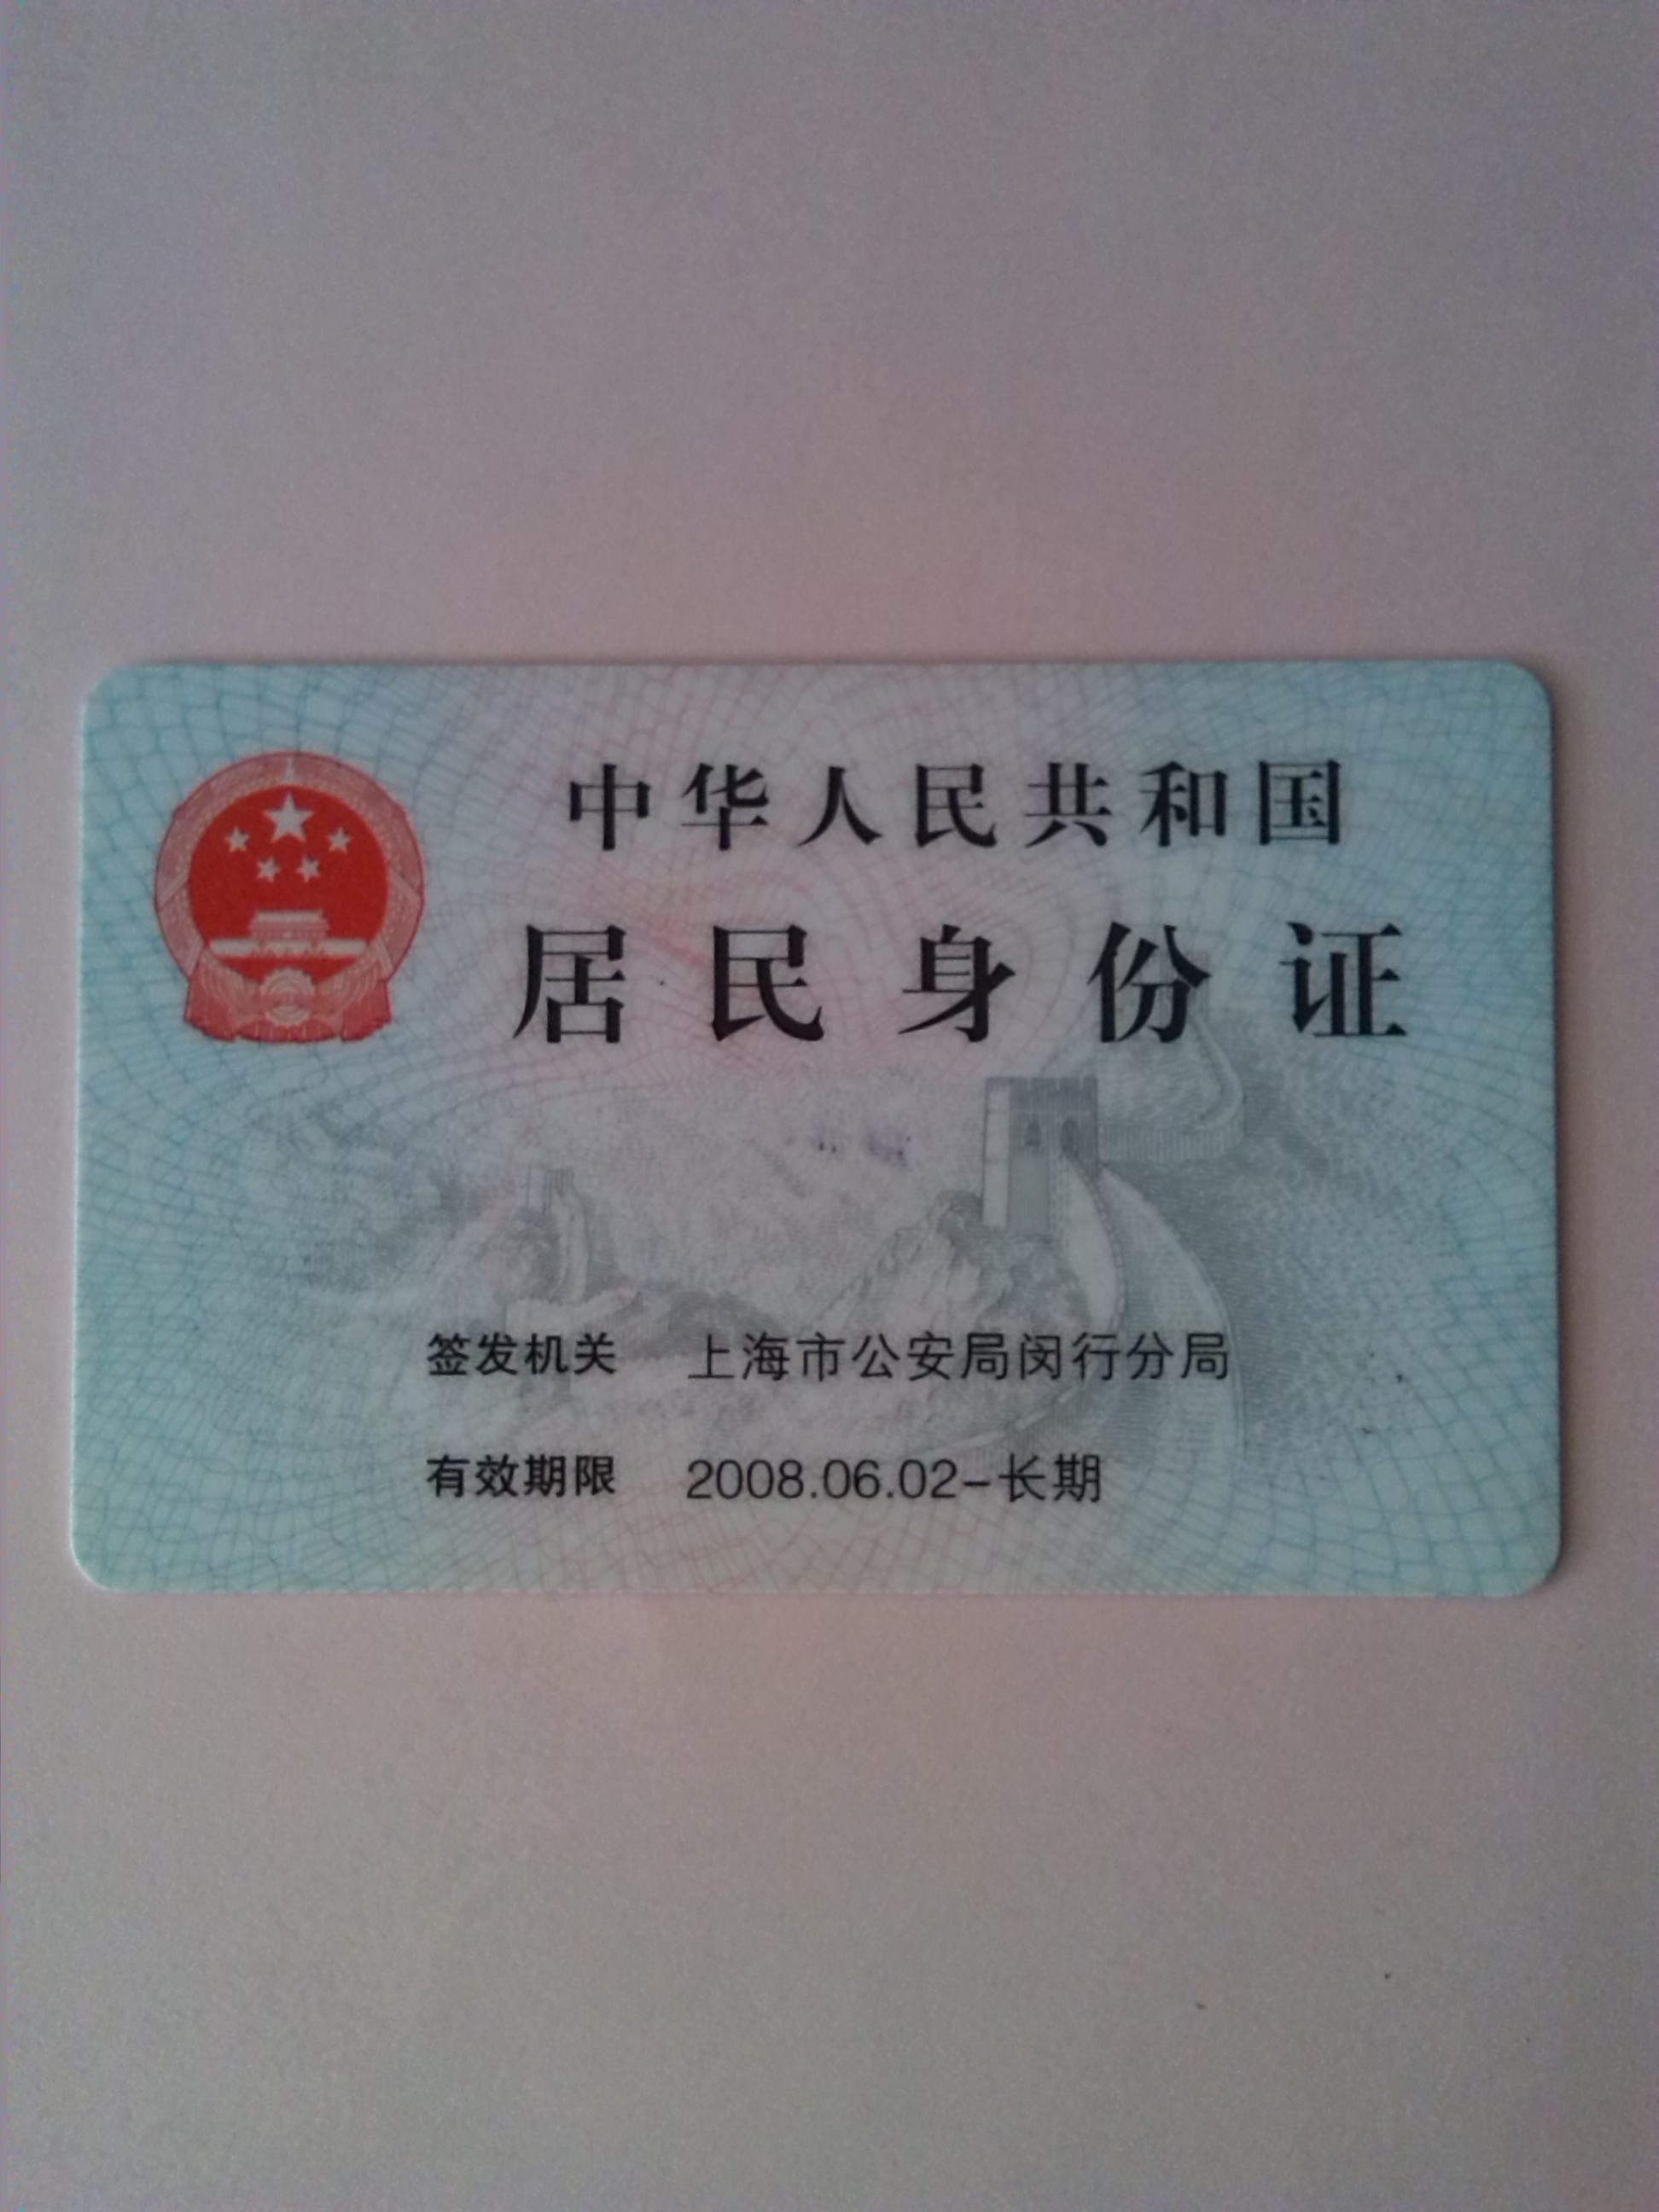 中华人民共和国
居民身份证
签发机关 上海市公安局闵行分局
有效期限 2008.06.02-长期